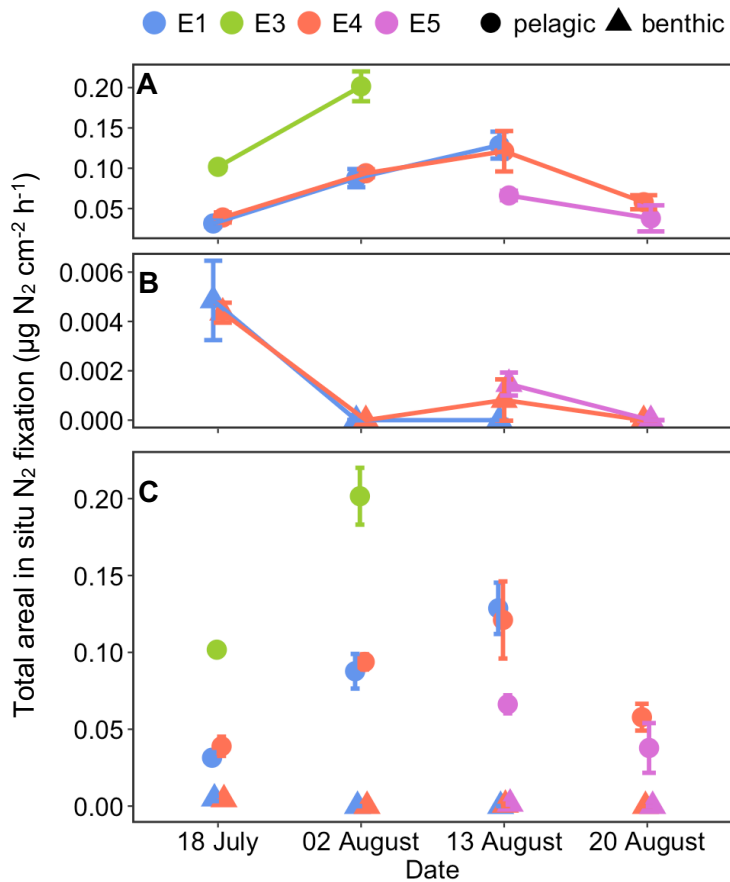 E1 E3 E4 E5 pelagic benthic
A
0.20
0.15
0.10
0.05
B
0.006
0.004
0.002
0.000
C
0.20
0.15
0.10
0.05
0.00
Total areal in situ N₂ fixation (µg N₂ cm⁻² h⁻¹)
18 July 02 August 13 August 20 August
Date